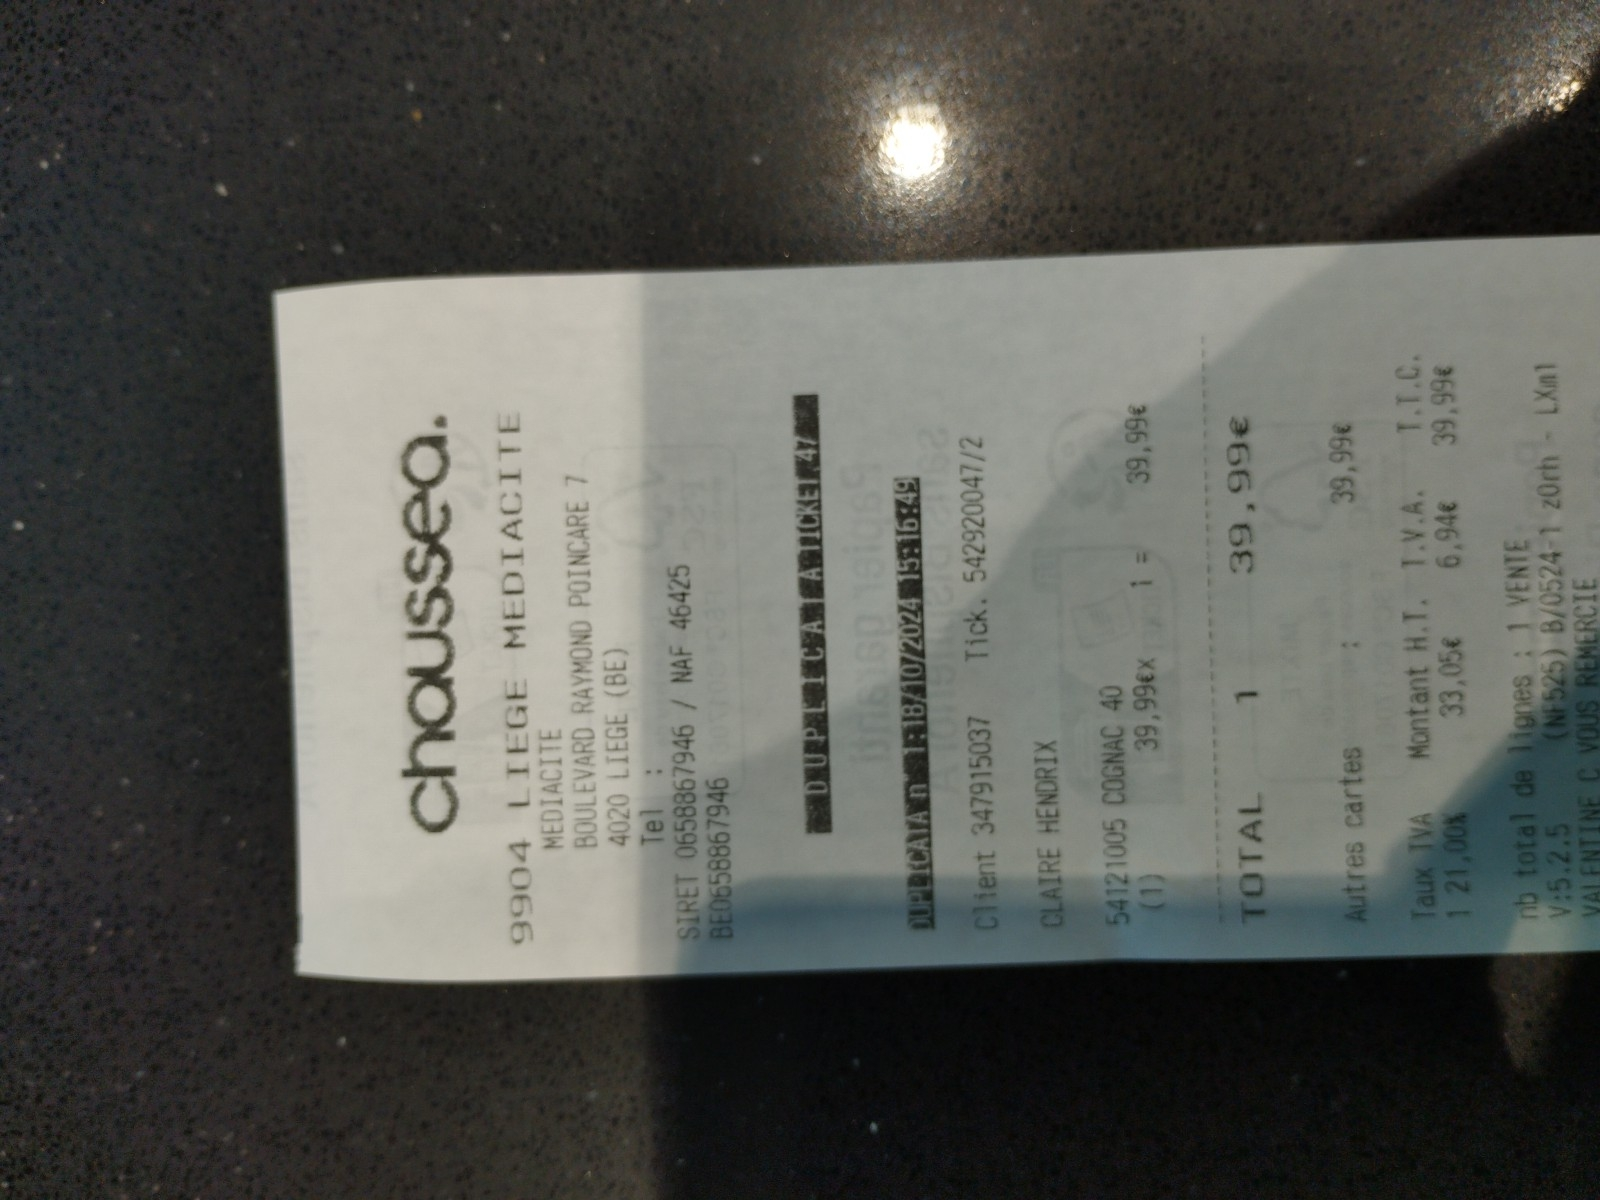 chaussea.
9904 LIEGE MEDIACITE
MEDIACITE
BOULEVARD RAYMOND POINCARE 7
4020 LIEGE (BE)
Tel :
SIRET 0658867946 / NAF 46425
BE0658867946
D U P L I C A T A TICKET 47
DUPLICATA n° 1:18/10/2024 15:16:49
Client 347915037 Tick. 542920047/2
CLAIRE HENDRIX
54121005 COGNAC 40
(1) 39,99€x 1 = 39,99€
TOTAL 1 39,99€
Autres cartes : 39,99€
Taux TVA Montant H.T. T.V.A. T.T.C.
1 21,00% 33,05€ 6,94€ 39,99€
nb total de lignes : 1 VENTE
V:5.2.5 (NF525) B/0524-1 z0rh - LXm1
VALENTINE C VOUS REMERCIE